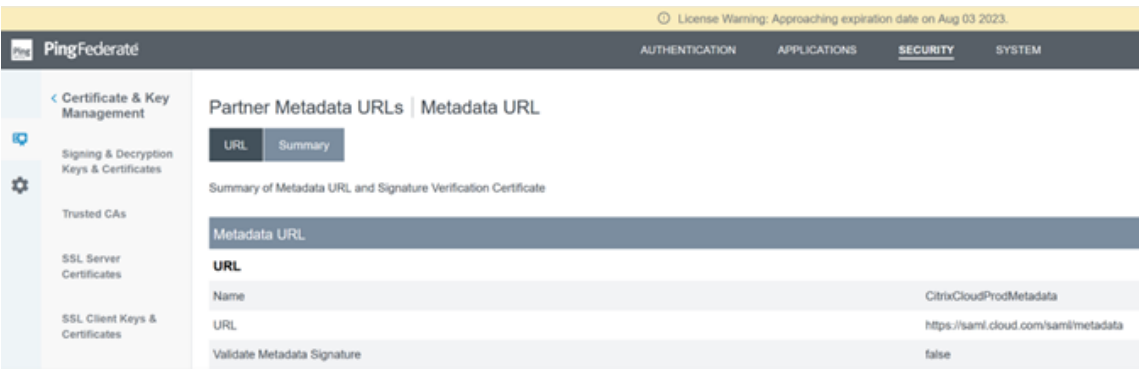 License Warning: Approaching expiration date on Aug 03 2023.
Ping PingFederate AUTHENTICATION APPLICATIONS SECURITY SYSTEM
< Certificate & Key
Management
Signing & Decryption
Keys & Certificates
Trusted CAs
SSL Server
Certificates
SSL Client Keys &
Certificates
Partner Metadata URLs | Metadata URL
URL Summary
Summary of Metadata URL and Signature Verification Certificate
Metadata URL
URL
Name CitrixCloudProdMetadata
URL https://saml.cloud.com/saml/metadata
Validate Metadata Signature false